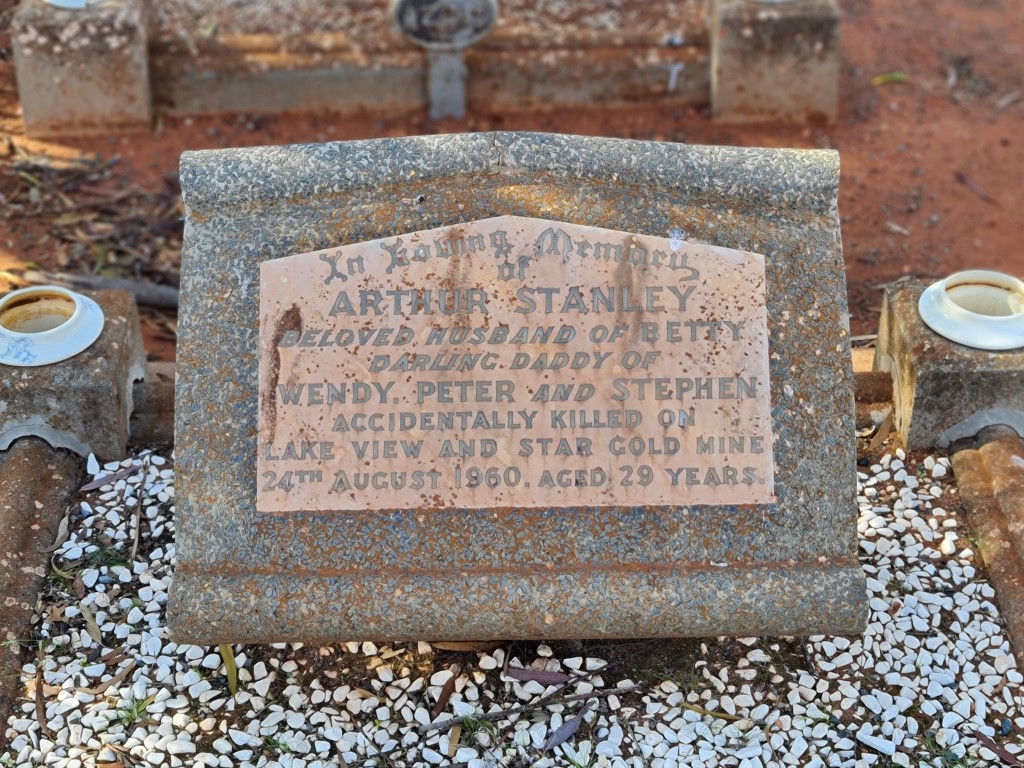 In Loving Memory
of
ARTHUR STANLEY
BELOVED HUSBAND OF BETTY
DARLING DADDY OF
WENDY, PETER AND STEPHEN
ACCIDENTALLY KILLED ON
LAKE VIEW AND STAR GOLD MINE
24TH AUGUST 1960, AGED 29 YEARS.